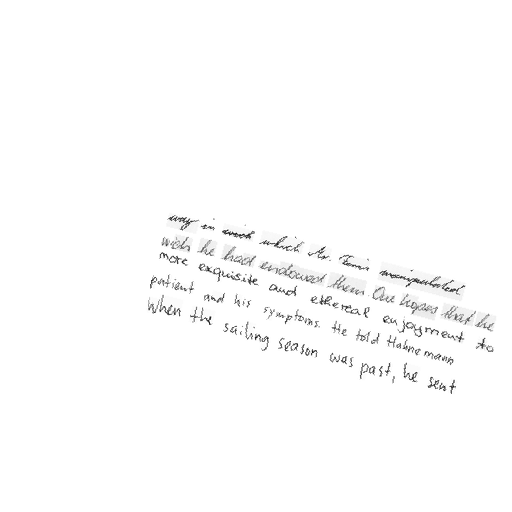 way in which Mr. Tomi manipulated
wish he had endowed them. One hopes that he
more exquisite and ethereal enjoyment to
patient and his symptoms. He told Hahnemann
When the sailing season was past, he sent